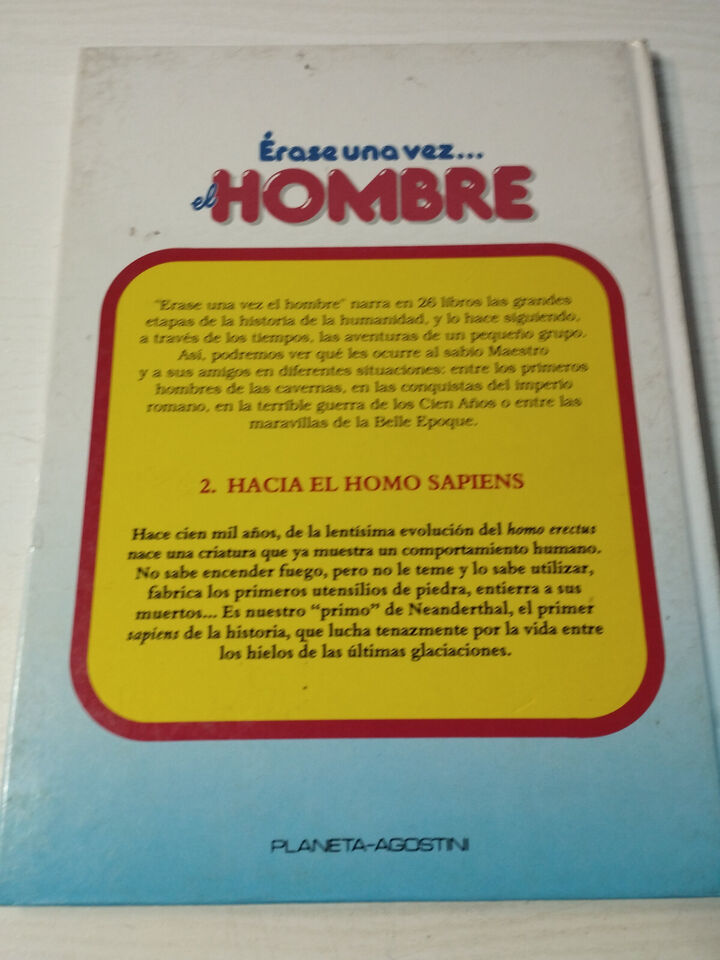 Érase una vez...
el HOMBRE
"Erase una vez el hombre" narra en 26 libros las grandes
etapas de la historia de la humanidad, y lo hace siguiendo,
a través de los tiempos, las aventuras de un pequeño grupo.
Así, podremos ver qué les ocurre al sabio Maestro
y a sus amigos en diferentes situaciones: entre los primeros
hombres de las cavernas, en las conquistas del imperio
romano, en la terrible guerra de los Cien Años o entre las
maravillas de la Belle Epoque.
2. HACIA EL HOMO SAPIENS
Hace cien mil años, de la lentísima evolución del homo erectus
nace una criatura que ya muestra un comportamiento humano.
No sabe encender fuego, pero no le teme y lo sabe utilizar,
fabrica los primeros utensilios de piedra, entierra a sus
muertos... Es nuestro “primo” de Neanderthal, el primer
sapiens de la historia, que lucha tenazmente por la vida entre
los hielos de las últimas glaciaciones.
PLANETA-AGOSTINI